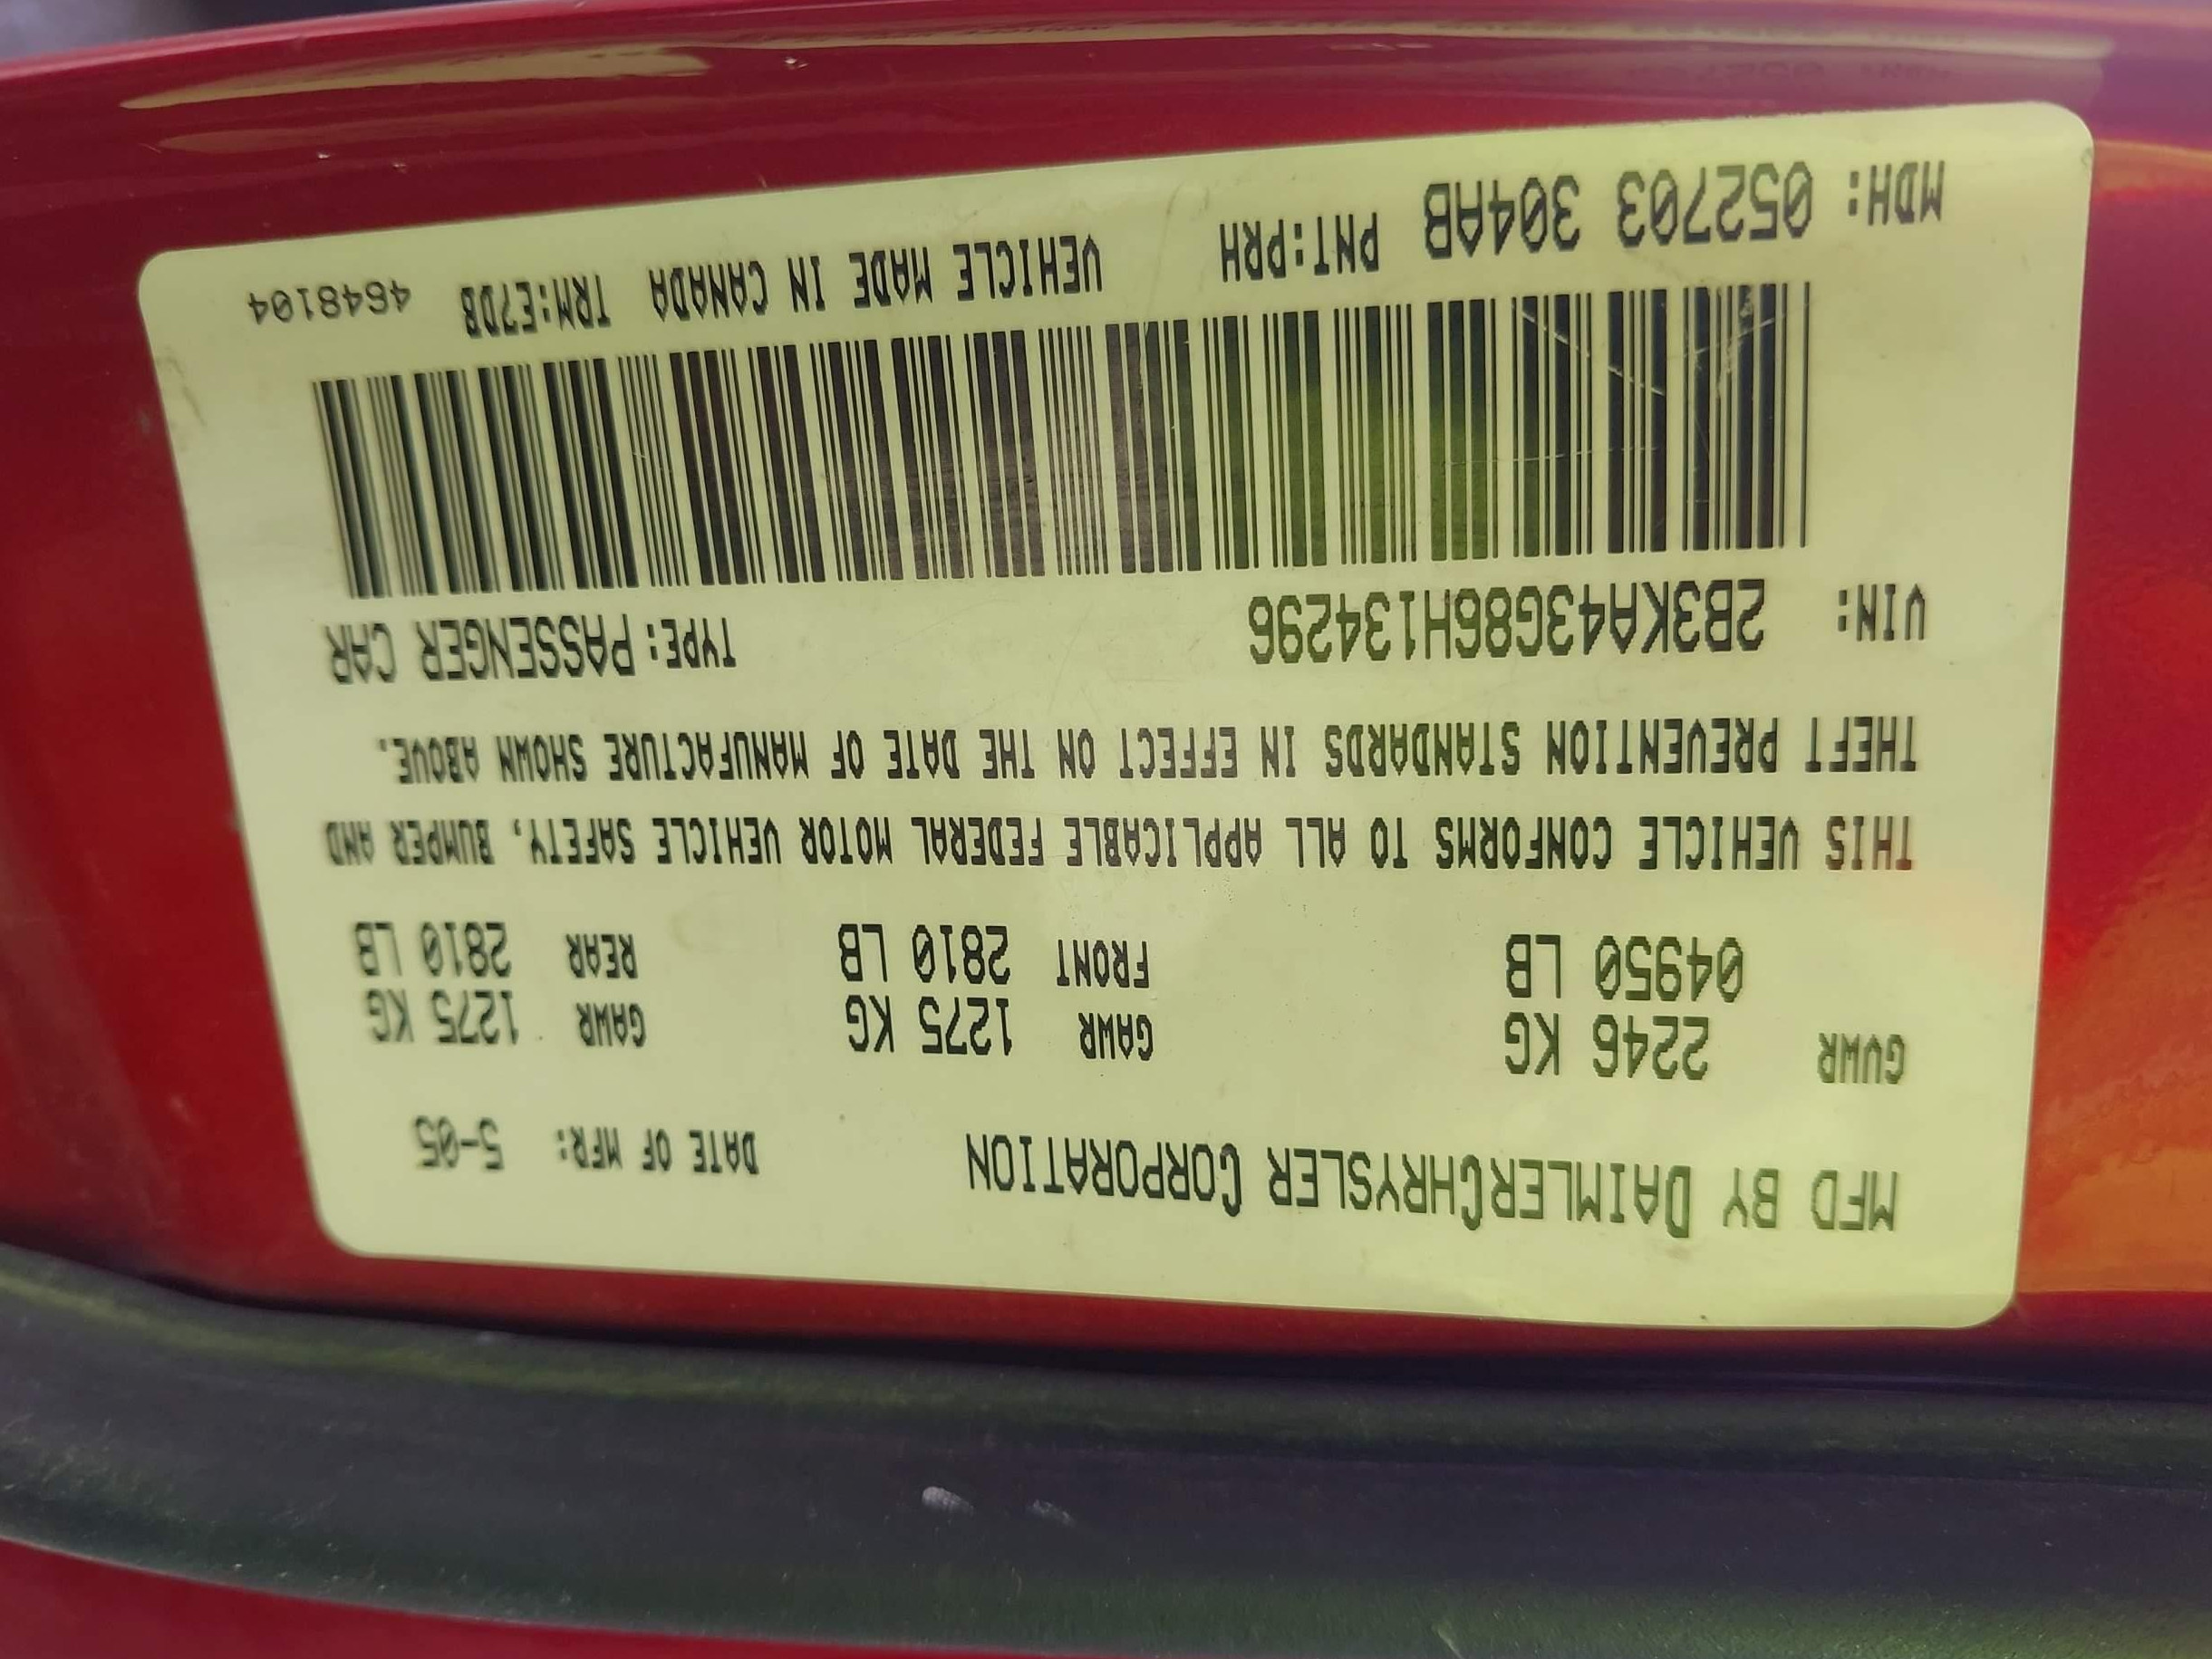 MFD BY DAIMLERCHRYSLER CORPORATION DATE OF MFR: 5-05
GVWR 2246 KG GAWR 1275 KG GAWR 1275 KG
04950 LB FRONT 2810 LB REAR 2810 LB
THIS VEHICLE CONFORMS TO ALL APPLICABLE FEDERAL MOTOR VEHICLE SAFETY, BUMPER AND
THEFT PREVENTION STANDARDS IN EFFECT ON THE DATE OF MANUFACTURE SHOWN ABOVE.
VIN: 2B3KA43G86H134296 TYPE: PASSENGER CAR
MDH: 052703 304AB PNT:PRH VEHICLE MADE IN CANADA TRM:E7DB 4648104